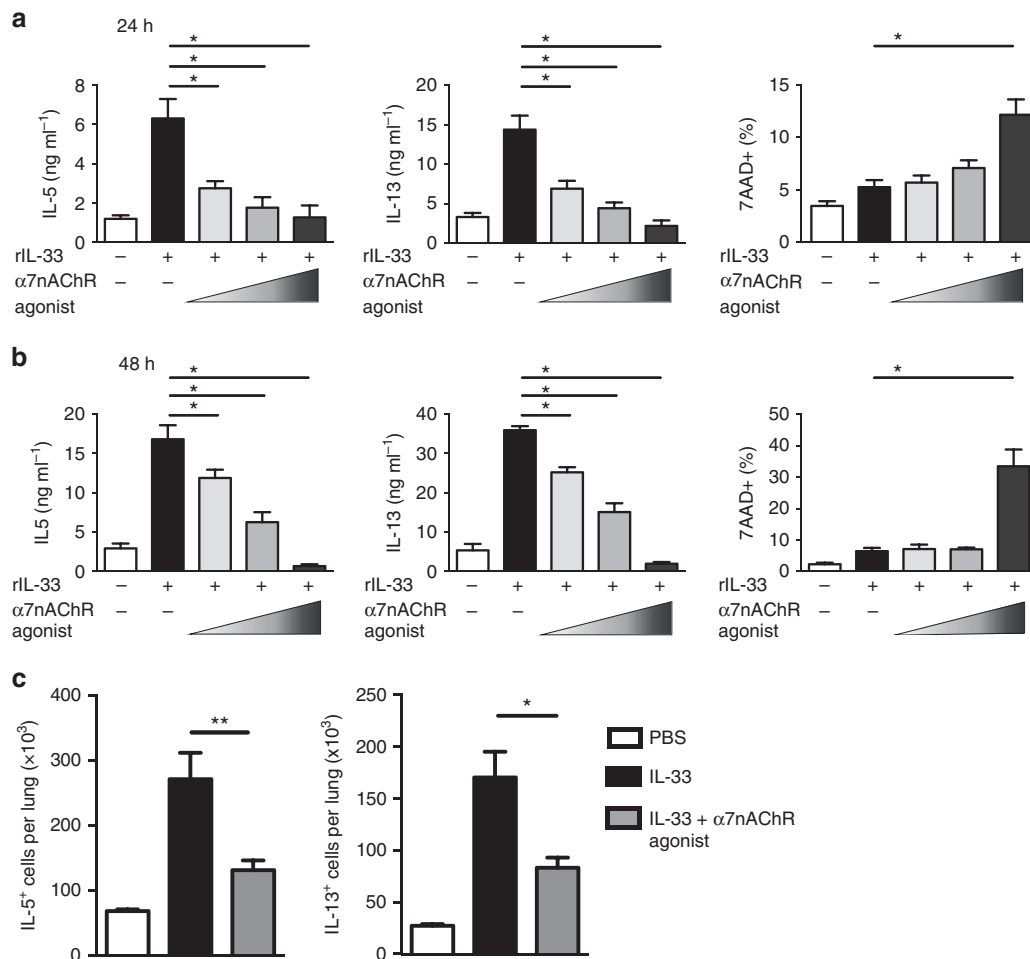 a
24 h
* * *
IL-5 (ng ml⁻¹)
8
6
4
2
0
rIL-33 – + + + +
α7nAChR – –
agonist
* * *
IL-13 (ng ml⁻¹)
20
15
10
5
0
rIL-33 – + + + +
α7nAChR – –
agonist
*
7AAD+ (%)
15
10
5
0
rIL-33 – + + + +
α7nAChR – –
agonist
b
48 h
* * *
IL5 (ng ml⁻¹)
20
15
10
5
0
rIL-33 – + + + +
α7nAChR – –
agonist
* * *
IL-13 (ng ml⁻¹)
40
30
20
10
0
rIL-33 – + + + +
α7nAChR – –
agonist
*
7AAD+ (%)
50
40
30
20
10
0
rIL-33 – + + + +
α7nAChR – –
agonist
c
**
IL-5⁺ cells per lung (×10³)
400
300
200
100
0
*
IL-13⁺ cells per lung (×10³)
250
200
150
100
50
0
PBS
IL-33
IL-33 + α7nAChR
agonist